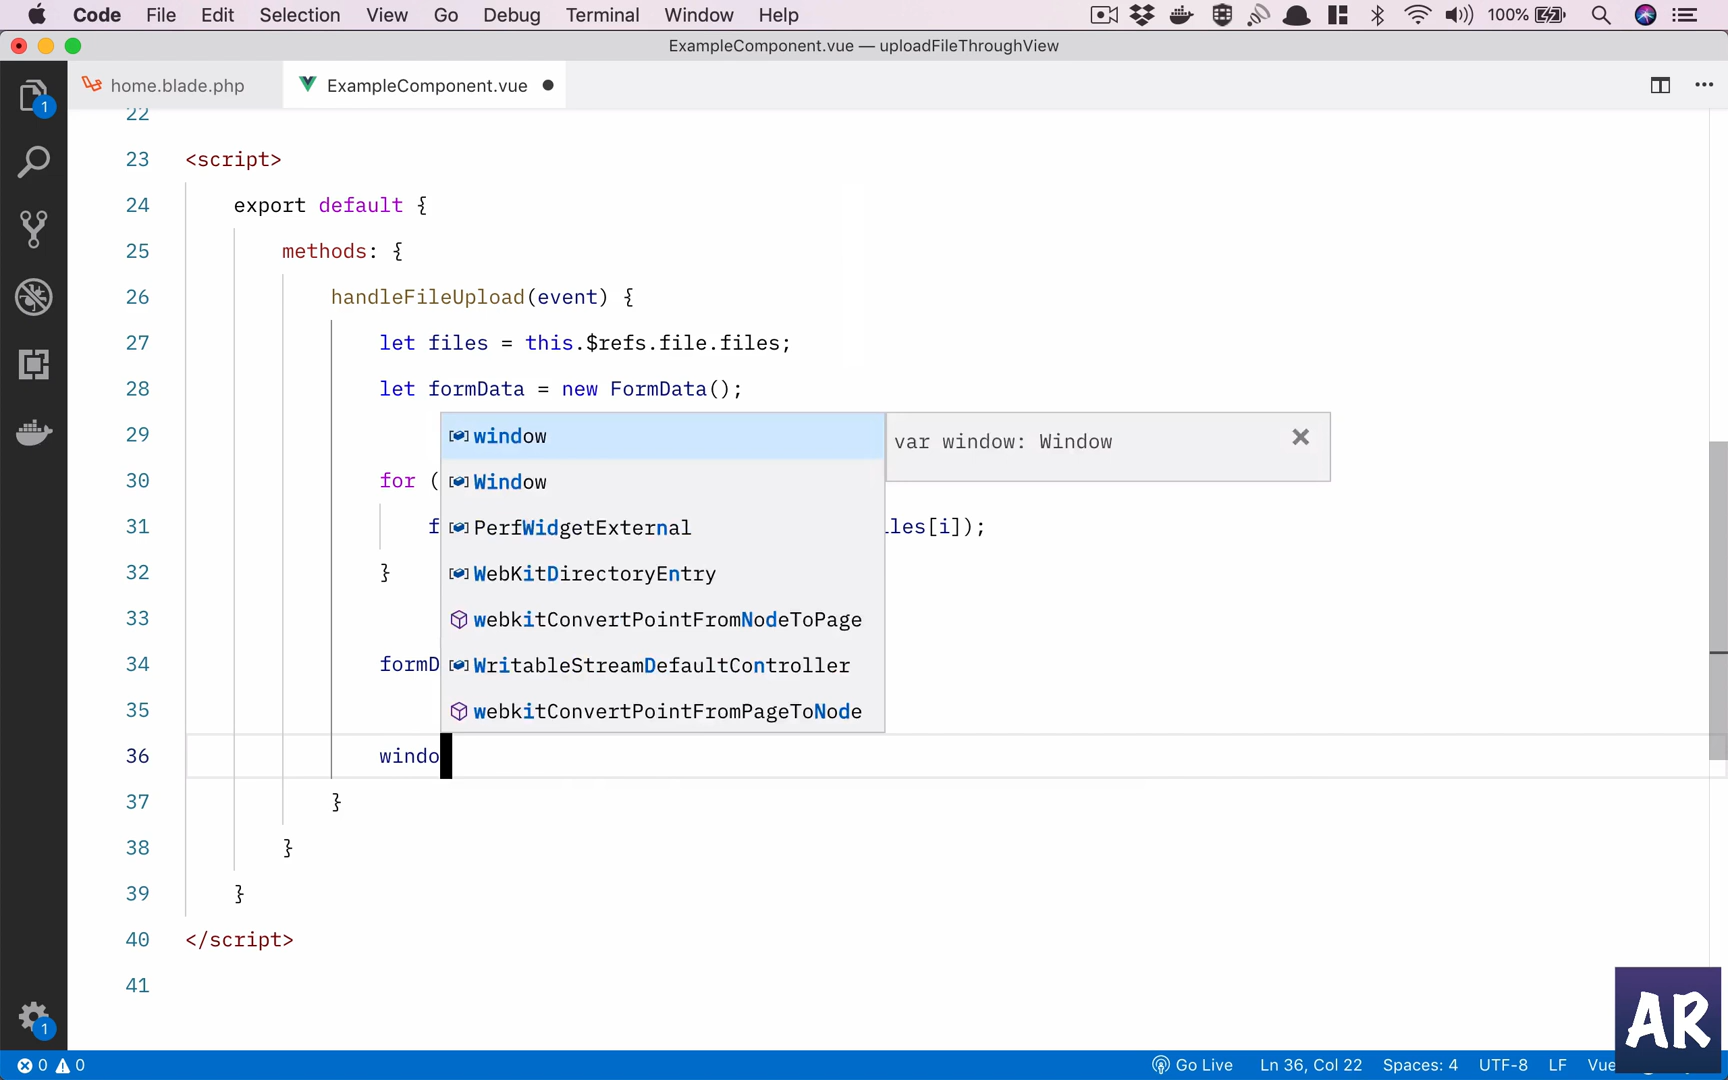 Code File Edit Selection View Go Debug Terminal Window Help 100%
ExampleComponent.vue — uploadFileThroughView
home.blade.php ExampleComponent.vue
1
22
23 <script>
24 export default {
25 methods: {
26 handleFileUpload(event) {
27 let files = this.$refs.file.files;
28 let formData = new FormData();
29
window
var window: Window
30 for (
Window
31 f
PerfWidgetExternal
les[i]);
32 }
WebKitDirectoryEntry
33
webkitConvertPointFromNodeToPage
34 formD
WritableStreamDefaultController
35
webkitConvertPointFromPageToNode
36 windo
37 }
38 }
39 }
40 </script>
41
1
AR
0 0 Go Live Ln 36, Col 22 Spaces: 4 UTF-8 LF Vue